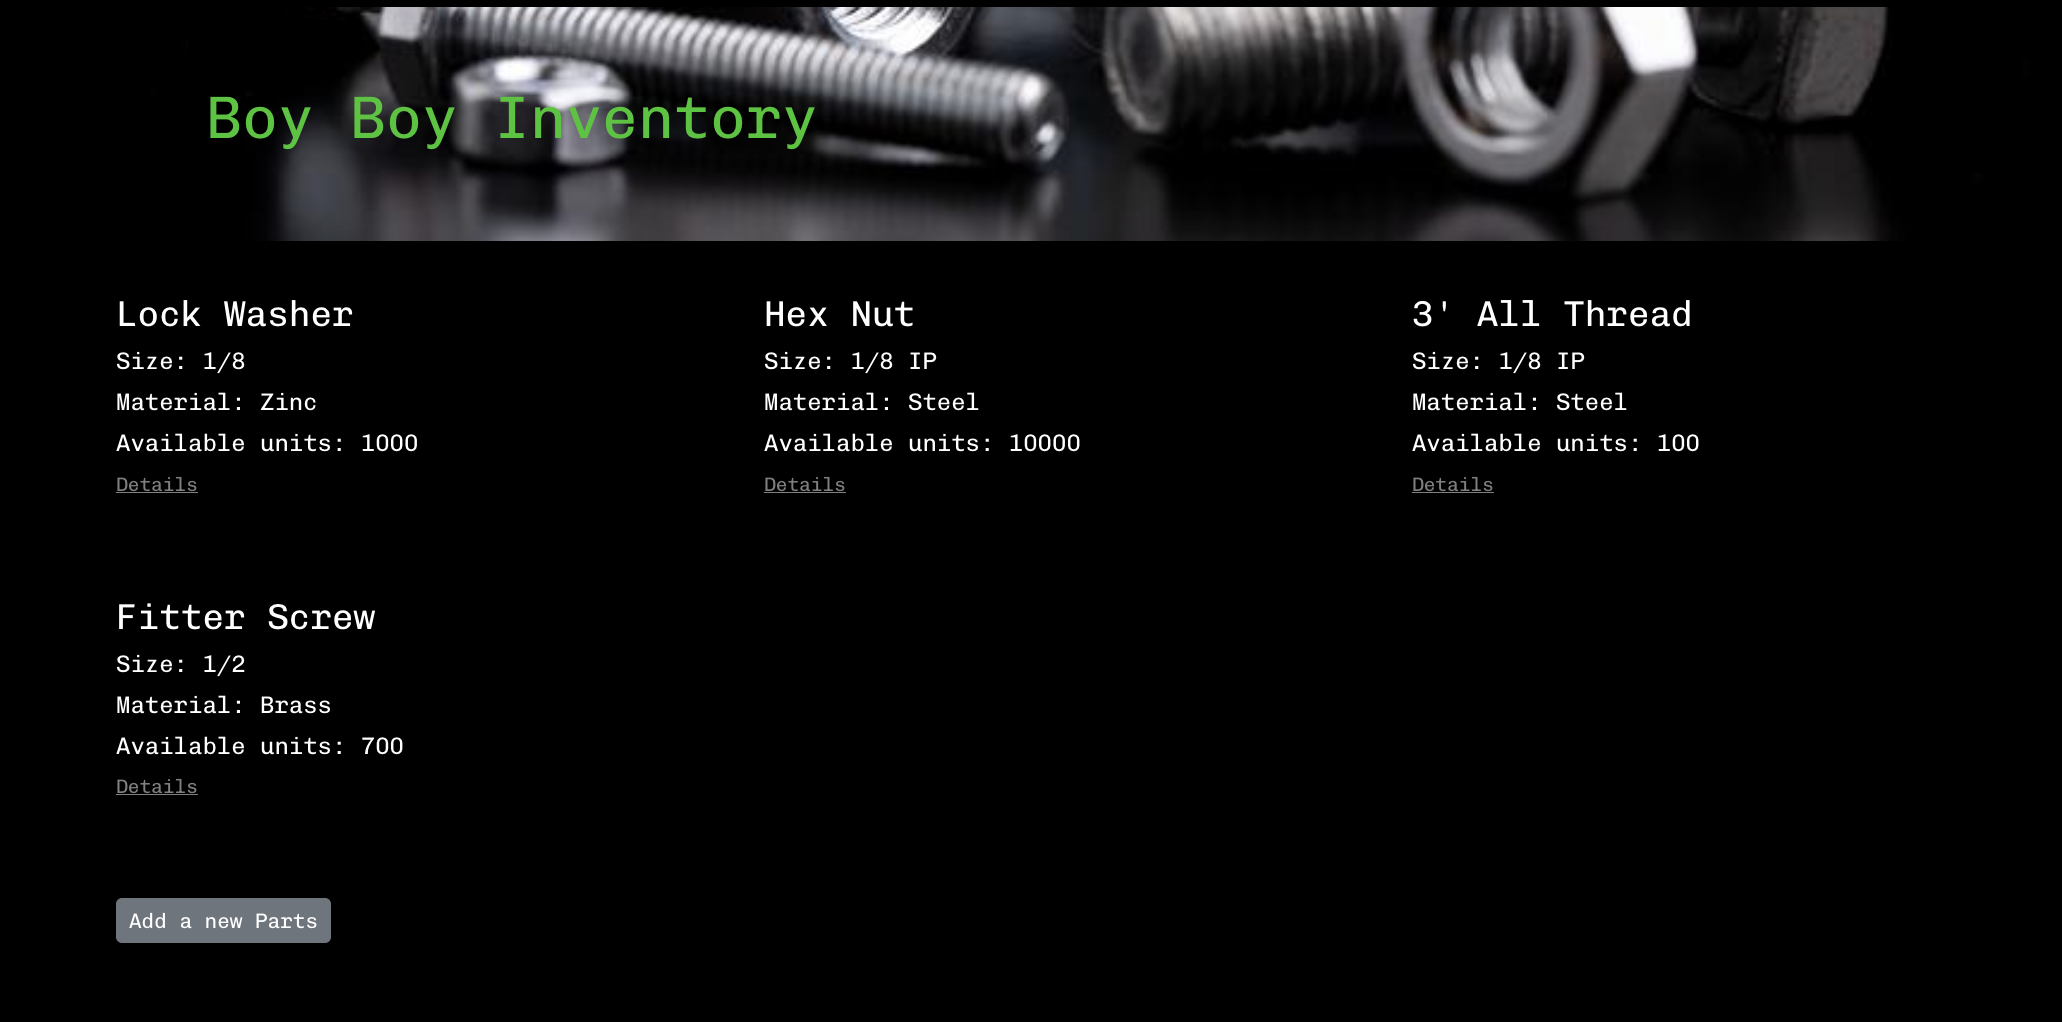 Boy Boy Inventory
Lock Washer
Size: 1/8
Material: Zinc
Available units: 1000
Details
Hex Nut
Size: 1/8 IP
Material: Steel
Available units: 10000
Details
3' All Thread
Size: 1/8 IP
Material: Steel
Available units: 100
Details
Fitter Screw
Size: 1/2
Material: Brass
Available units: 700
Details
Add a new Parts